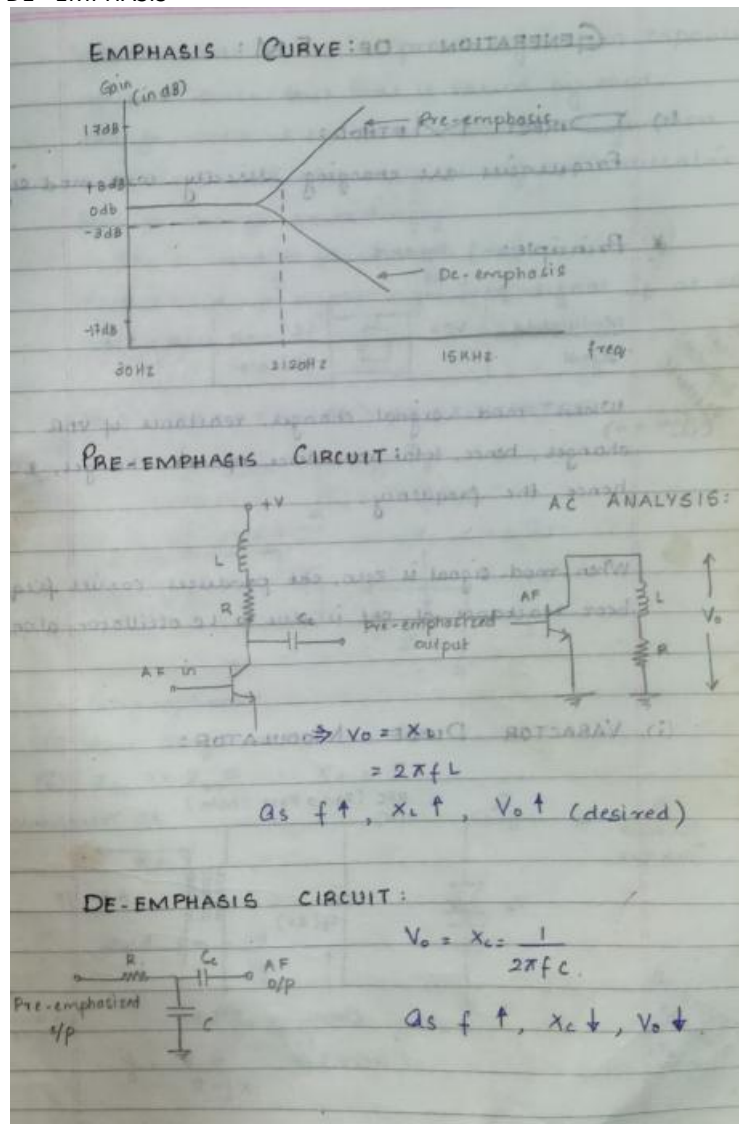 DE - EMPHASIS
EMPHASIS CURVE:
Gain (in dB)
17dB
Pre-emphasis
+3dB
0db
-3dB
De-emphasis
-17dB
30Hz 2120Hz 15KHz freq.
PRE-EMPHASIS CIRCUIT:
+V
AC ANALYSIS:
L
R
Cc
Pre-emphasized
output
AF in
AF
L
R
Vo
⇒ Vo = XL
= 2πfL
as f ↑, XL ↑, Vo ↑ (desired)
DE-EMPHASIS CIRCUIT:
Vo = Xc = 1
2πfC.
R
Cc
AF
o/p
Pre-emphasized
i/p
C
as f ↑, Xc ↓, Vo ↓.